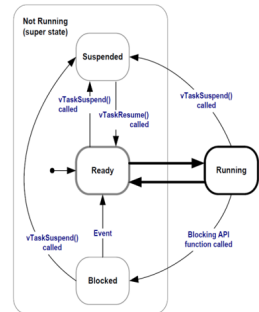 Not Running
(super state)
Suspended
vTaskSuspend()
called
vTaskSuspend()
called
vTaskResume()
called
Ready
Running
Event
vTaskSuspend()
called
Blocking API
function called
Blocked